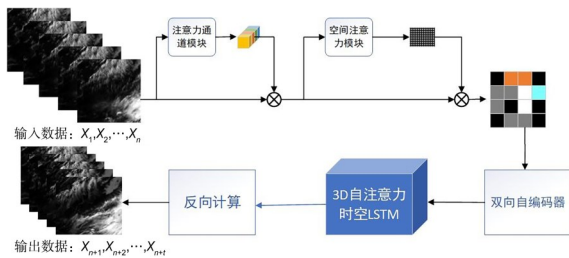 注意力通
道模块
空间注意
力模块
输入数据：X1,X2,···,Xn
反向计算
3D自注意力
时空LSTM
双向自编码器
输出数据：Xn+1,Xn+2,···,Xn+t